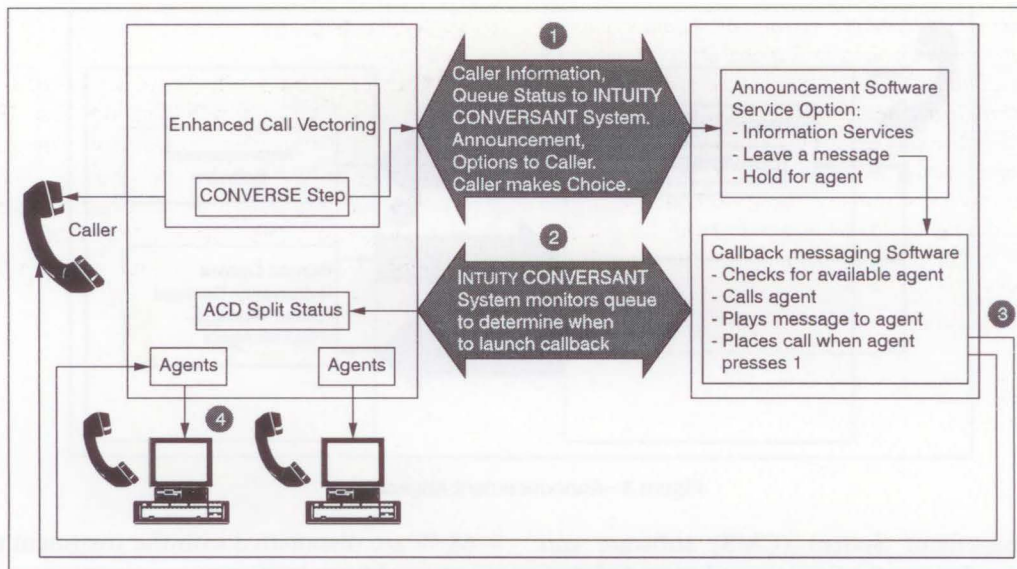 1
Caller Information,
Queue Status to INTUITY
CONVERSANT System.
Announcement,
Options to Caller.
Caller makes Choice.
Enhanced Call Vectoring
CONVERSE Step
Announcement Software
Service Option:
- Information Services
- Leave a message
- Hold for agent
Caller
2
INTUITY CONVERSANT
System monitors queue
to determine when
to launch callback
ACD Split Status
Callback messaging Software
- Checks for available agent
- Calls agent
- Plays message to agent
- Places call when agent
presses 1
3
Agents
Agents
4